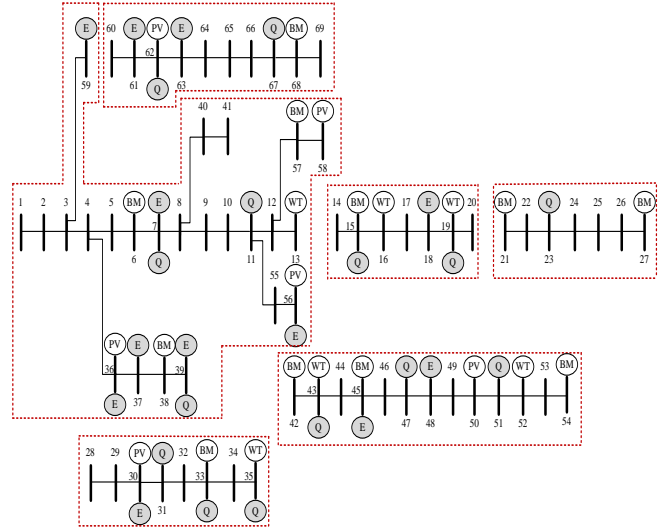 E PV E Q BM
60 62 64 65 66 69
59 61 Q 63 67 68
40 41 BM PV
57 58
1 2 3 4 5 BM E 8 9 10 Q 12 WT
7
6 Q 11 13
14 BM WT 17 E WT 20
15 19
Q 16 18 Q
BM 22 Q 24 25 26 BM
21 23 27
55 PV
56
E
PV E BM E
36 39
E 37 38 Q
BM WT 44 BM 46 Q E 49 PV Q WT 53 BM
43 45
42 Q E 47 48 50 51 52 54
28 29 PV Q 32 BM 34 WT
30 33 35
E 31 Q Q